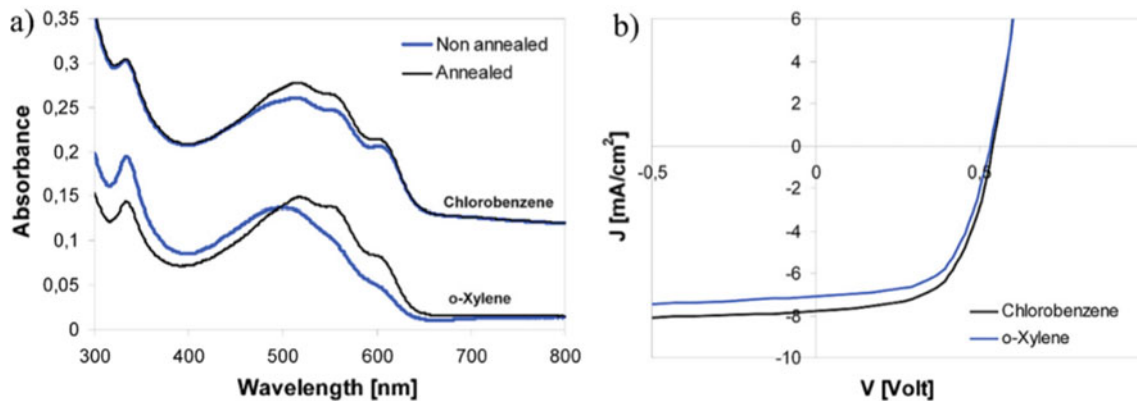 a)
0,35
0,3
0,25
0,2
0,15
0,1
0,05
0
Absorbance
Non annealed
Annealed
Chlorobenzene
o-Xylene
300 400 500 600 700 800
Wavelength [nm]
b)
6
4
2
0
-2
-4
-6
-8
-10
J [mA/cm²]
-0,5 0 0,5
Chlorobenzene
o-Xylene
V [Volt]